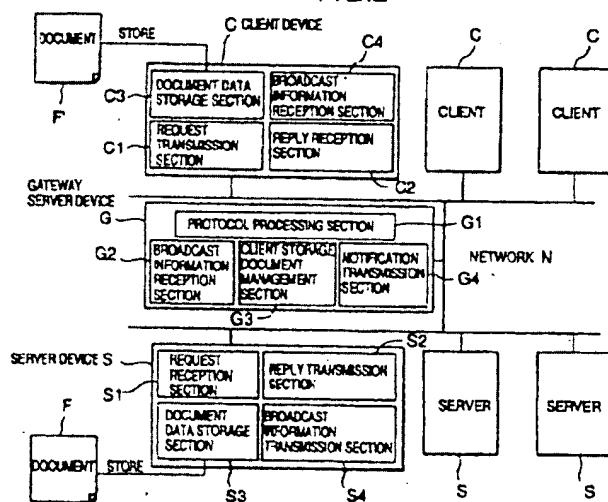 DOCUMENT
STORE
F'
C CLIENT DEVICE
C4
C
C
C3
DOCUMENT DATA
STORAGE SECTION
BROADCAST
INFORMATION
RECEPTION SECTION
CLIENT
CLIENT
C1
REQUEST
TRANSMISSION
SECTION
REPLY RECEPTION
SECTION
C2
GATEWAY
SERVER DEVICE
G
PROTOCOL PROCESSING SECTION
G1
G2
BROADCAST
INFORMATION
RECEPTION
SECTION
CLIENT STORAGE
DOCUMENT
MANAGEMENT
SECTION
NOTIFICATION
TRANSMISSION
SECTION
G4
NETWORK N
G3
SERVER DEVICE S
S2
S1
REQUEST
RECEPTION
SECTION
REPLY TRANSMISSION
SECTION
SERVER
SERVER
F
DOCUMENT
DATA STORAGE
SECTION
BROADCAST
INFORMATION
TRANSMISSION SECTION
DOCUMENT
STORE
S3
S4
S
S